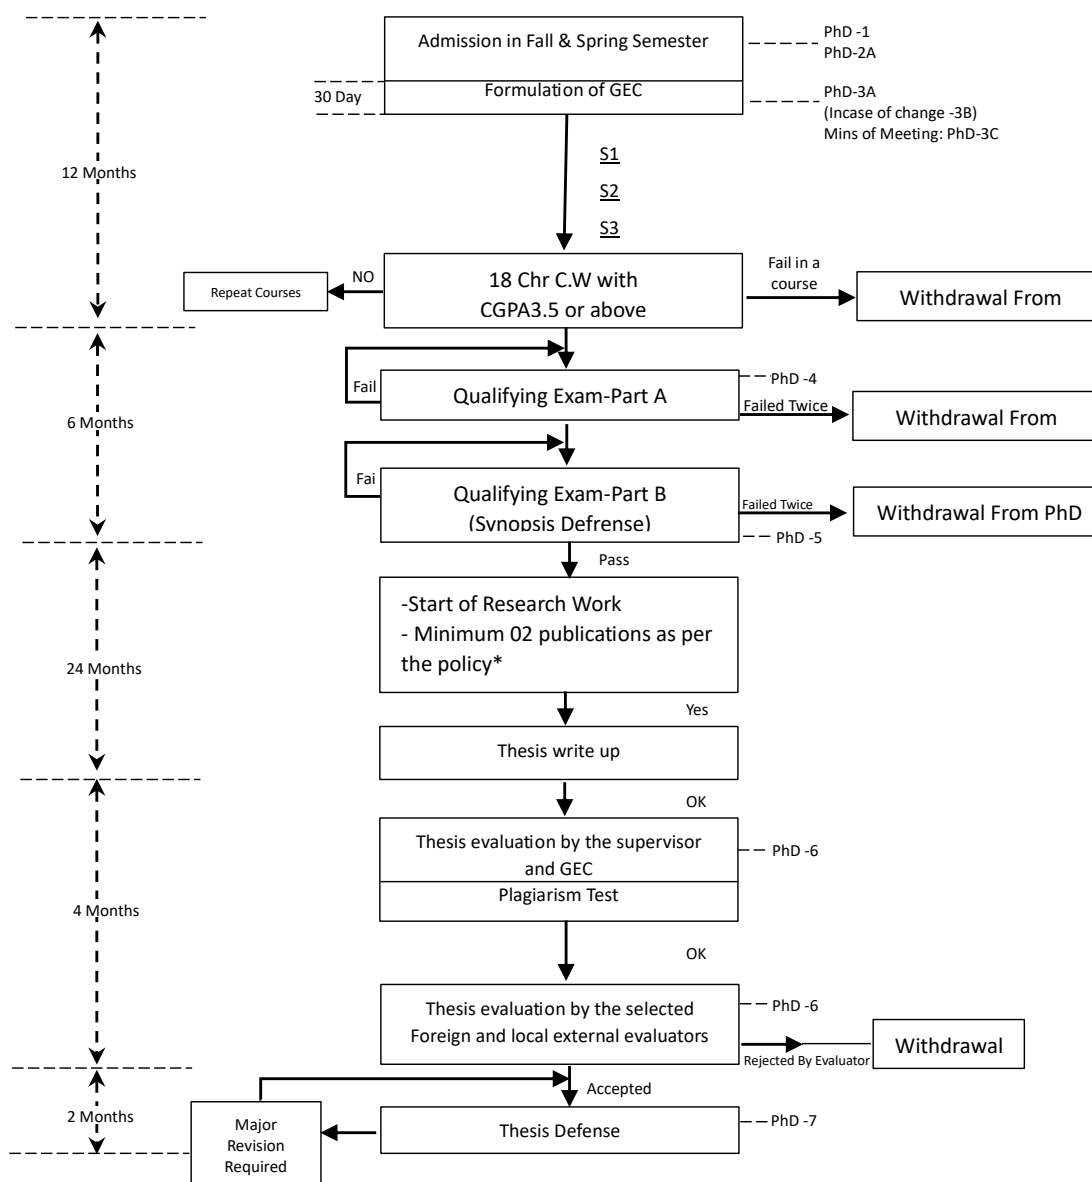 Admission in Fall & Spring Semester
PhD -1
PhD-2A
30 Day
Formulation of GEC
PhD-3A
(Incase of change -3B)
Mins of Meeting: PhD-3C
12 Months
S1
S2
S3
NO
Repeat Courses
18 Chr C.W with
CGPA3.5 or above
Fail in a
course
Withdrawal From
6 Months
Fail
Qualifying Exam-Part A
PhD -4
Failed Twice
Withdrawal From
Fai
Qualifying Exam-Part B
(Synopsis Defrense)
Failed Twice
PhD -5
Withdrawal From PhD
Pass
24 Months
-Start of Research Work
- Minimum 02 publications as per
the policy*
Yes
Thesis write up
OK
4 Months
Thesis evaluation by the supervisor
and GEC
PhD -6
Plagiarism Test
OK
Thesis evaluation by the selected
Foreign and local external evaluators
PhD -6
Rejected By Evaluator
Withdrawal
Accepted
2 Months
Major
Revision
Required
Thesis Defense
PhD -7